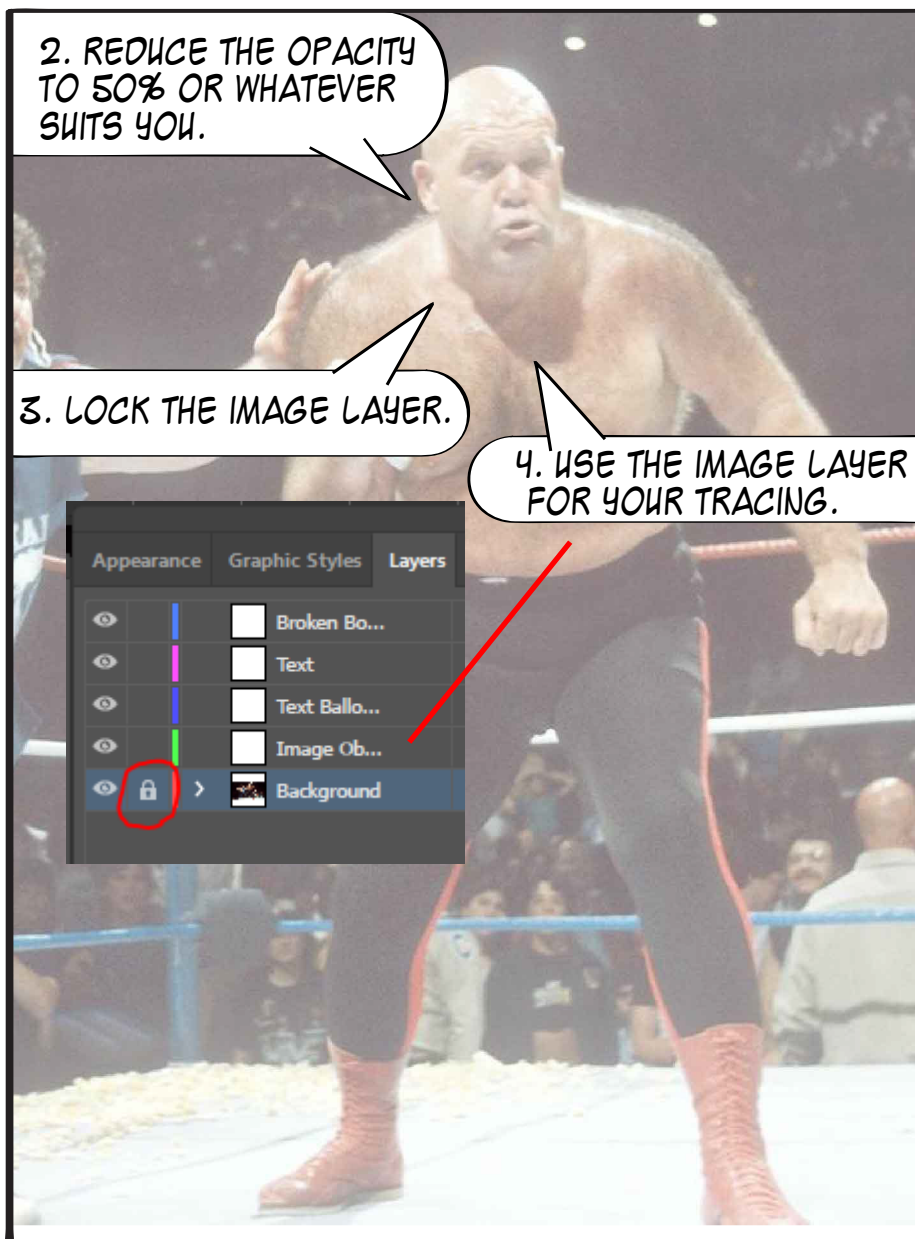 2. REDUCE THE OPACITY
TO 50% OR WHATEVER
SUITS YOU.
3. LOCK THE IMAGE LAYER.
4. USE THE IMAGE LAYER
FOR YOUR TRACING.
Appearance Graphic Styles Layers
Broken Bo...
Text
Text Ballo...
Image Ob...
Background